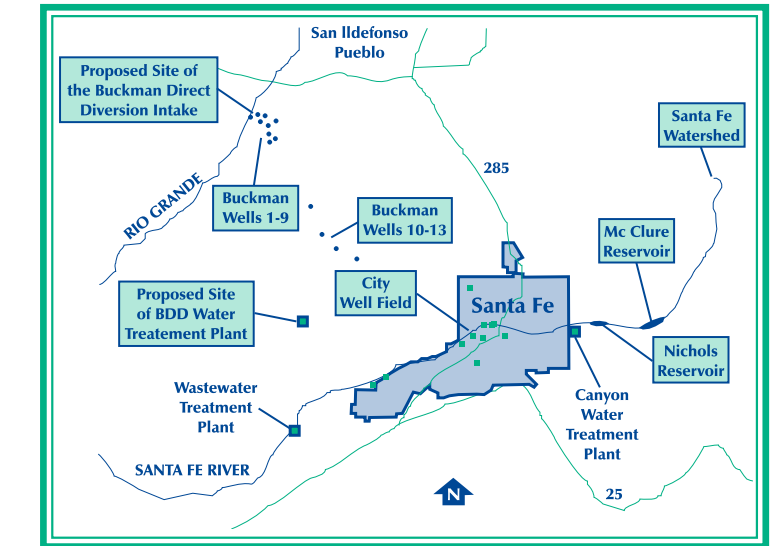 San Ildefonso
Pueblo
Proposed Site of
the Buckman Direct
Diversion Intake
Santa Fe
Watershed
285
RIO GRANDE
Buckman
Wells 1-9
Buckman
Wells 10-13
Mc Clure
Reservoir
City
Well Field
Santa Fe
Proposed Site
of BDD Water
Treatement Plant
Nichols
Reservoir
Wastewater
Treatment
Plant
Canyon
Water
Treatment
Plant
SANTA FE RIVER
N
25